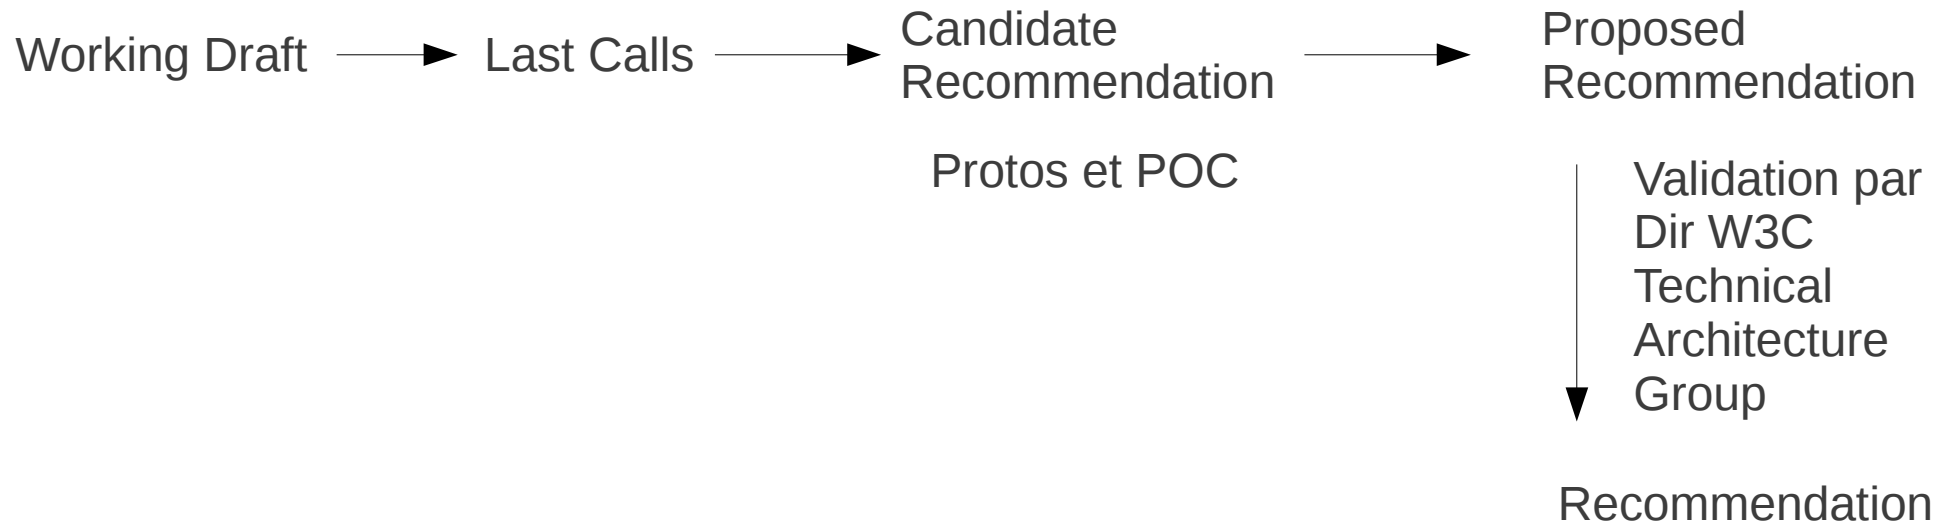 Working Draft
Last Calls
Candidate
Recommendation
Proposed
Recommendation
Protos et POC
Validation par
Dir W3C
Technical
Architecture
Group
Recommendation